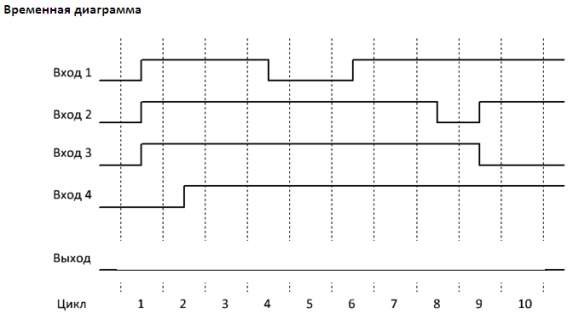 Временная диаграмма
Вход 1
Вход 2
Вход 3
Вход 4
Выход
Цикл 1 2 3 4 5 6 7 8 9 10